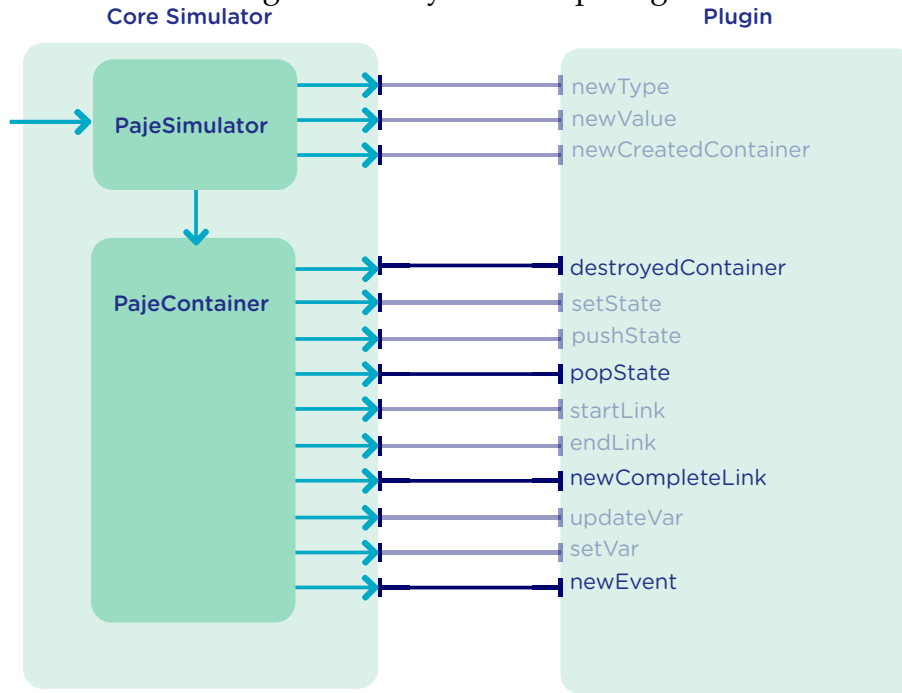 Core Simulator
Plugin
PajeSimulator
newType
newValue
newCreatedContainer
PajeContainer
destroyedContainer
setState
pushState
popState
startLink
endLink
newCompleteLink
updateVar
setVar
newEvent